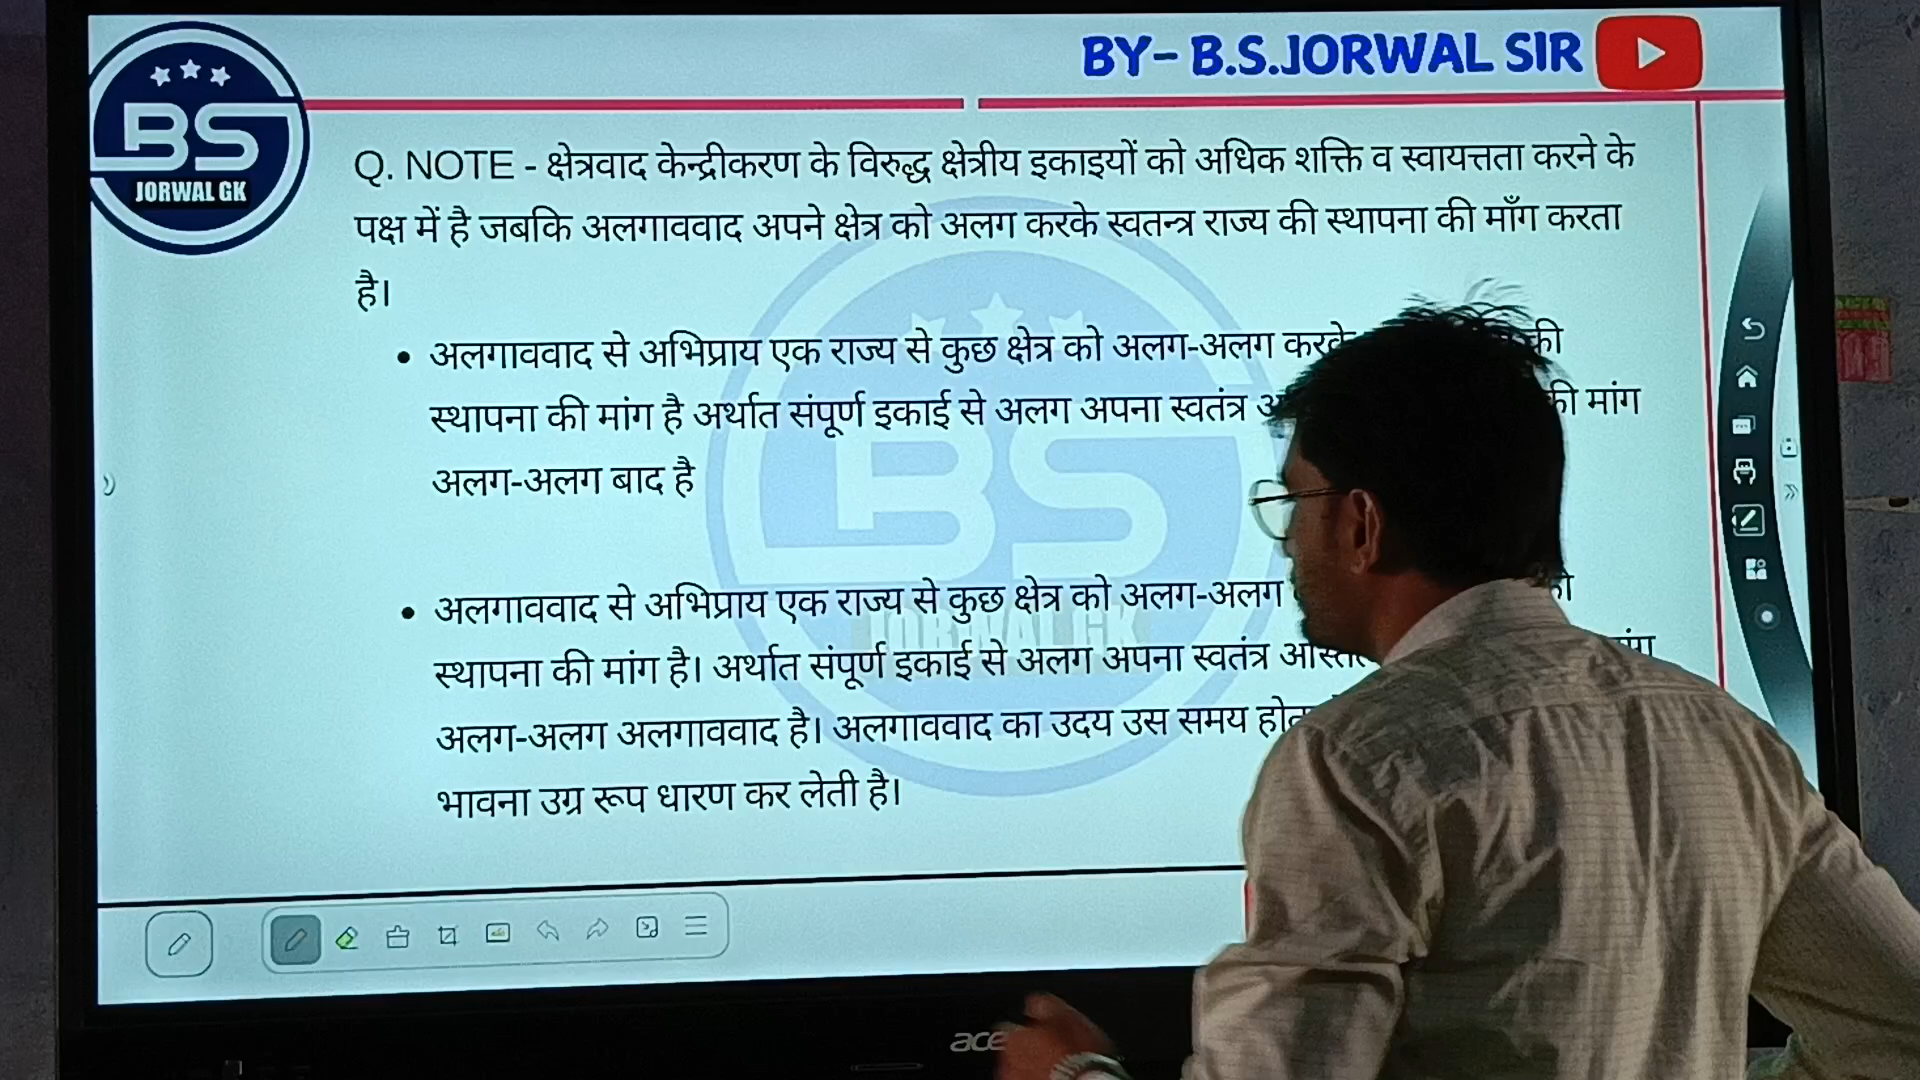 BY- B.S.JORWAL SIR
BS
JORWAL GK
Q. NOTE - क्षेत्रवाद केन्द्रीकरण के विरुद्ध क्षेत्रीय इकाइयों को अधिक शक्ति व स्वायत्तता करने के
पक्ष में है जबकि अलगाववाद अपने क्षेत्र को अलग करके स्वतन्त्र राज्य की स्थापना की माँग करता
है।
• अलगाववाद से अभिप्राय एक राज्य से कुछ क्षेत्र को अलग-अलग करके की
स्थापना की मांग है अर्थात संपूर्ण इकाई से अलग अपना स्वतंत्र की मांग
अलग-अलग बाद है
• अलगाववाद से अभिप्राय एक राज्य से कुछ क्षेत्र को अलग-अलग
स्थापना की मांग है। अर्थात संपूर्ण इकाई से अलग अपना स्वतंत्र
अलग-अलग अलगाववाद है। अलगाववाद का उदय उस समय
भावना उग्र रूप धारण कर लेती है।
BS
JORWAL GK